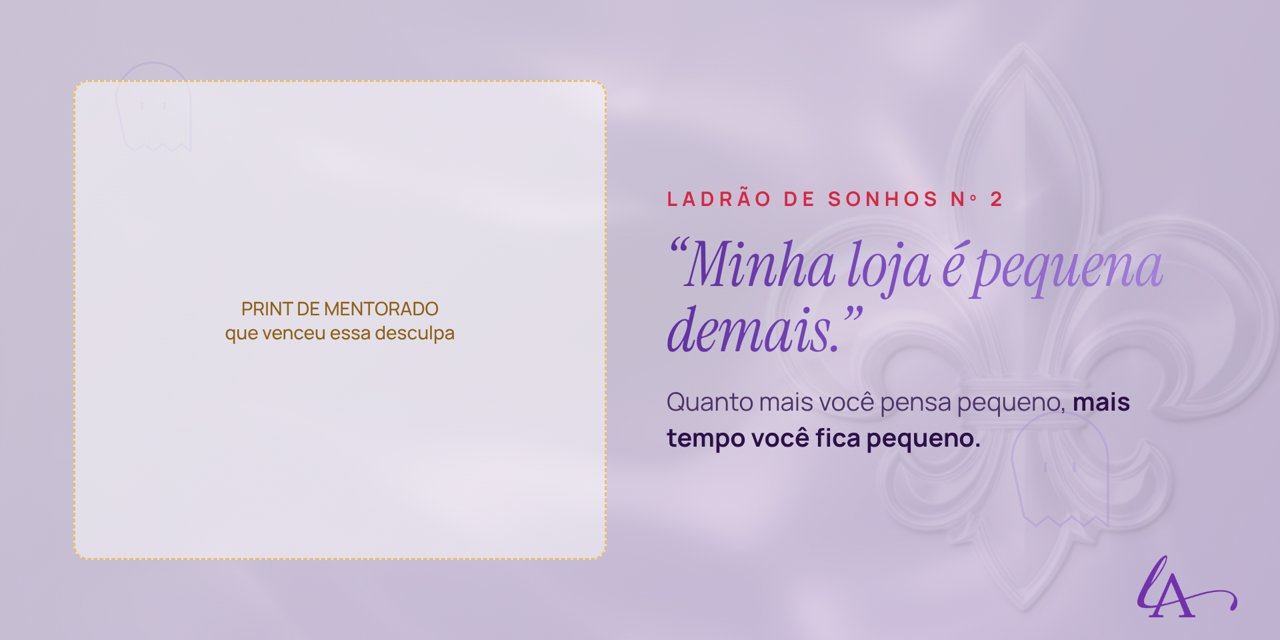 PRINT DE MENTORADO
que venceu essa desculpa
LADRÃO DE SONHOS Nº 2
“Minha loja é pequena
demais.”
Quanto mais você pensa pequeno, mais
tempo você fica pequeno.
lA